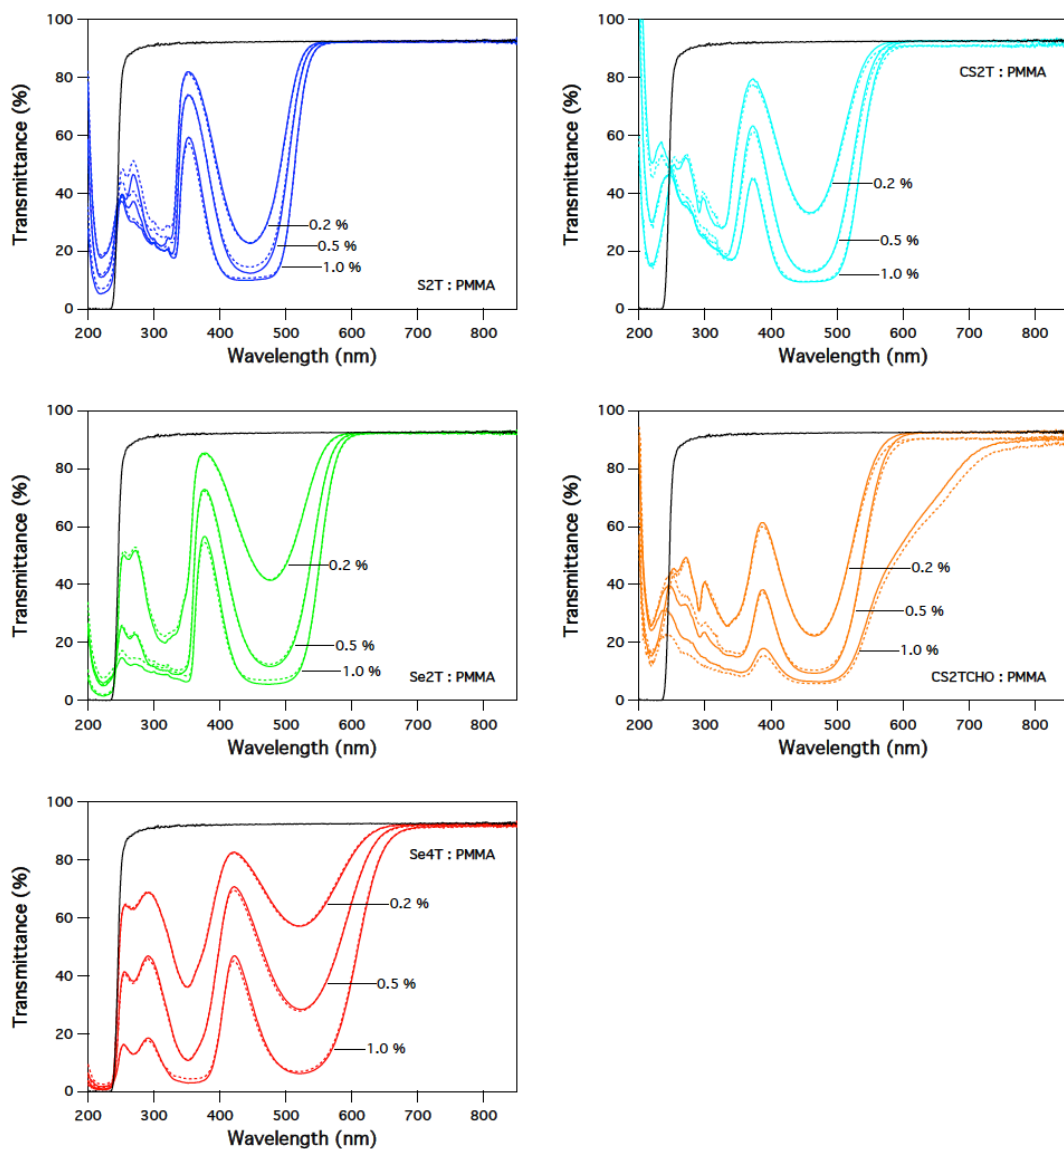 100
80
60
40
20
0
Transmittance (%)
0.2 %
0.5 %
1.0 %
S2T : PMMA
200 300 400 500 600 700 800
Wavelength (nm)
100
80
60
40
20
0
Transmittance (%)
CS2T : PMMA
0.2 %
0.5 %
1.0 %
200 300 400 500 600 700 800
Wavelength (nm)
100
80
60
40
20
0
Transmittance (%)
0.2 %
0.5 %
1.0 %
Se2T : PMMA
200 300 400 500 600 700 800
Wavelength (nm)
100
80
60
40
20
0
Transmittance (%)
0.2 %
0.5 %
1.0 %
CS2TCHO : PMMA
200 300 400 500 600 700 800
Wavelength (nm)
100
80
60
40
20
0
Transmittance (%)
Se4T : PMMA
0.2 %
0.5 %
1.0 %
200 300 400 500 600 700 800
Wavelength (nm)